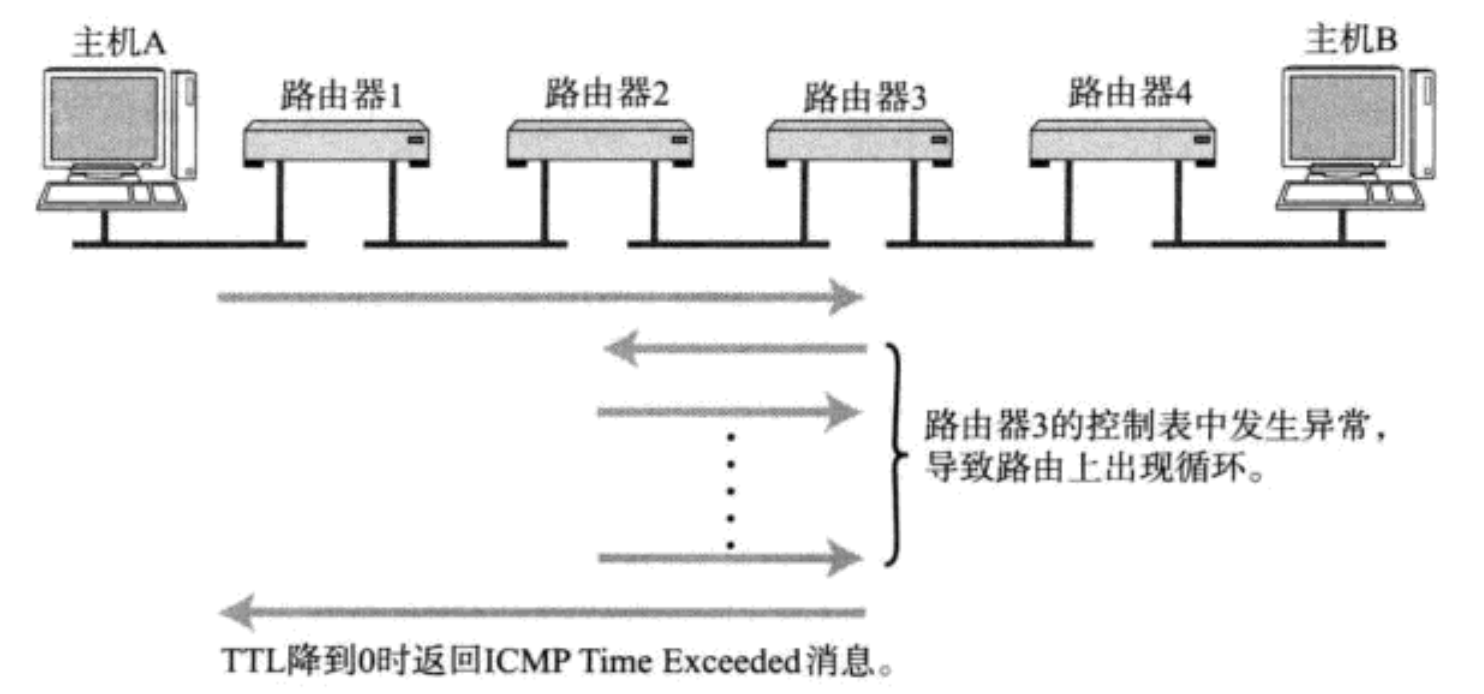 主机A
主机B
路由器1
路由器2
路由器3
路由器4
路由器3的控制表中发生异常，
导致路由上出现循环。
TTL降到0时返回ICMP Time Exceeded消息。